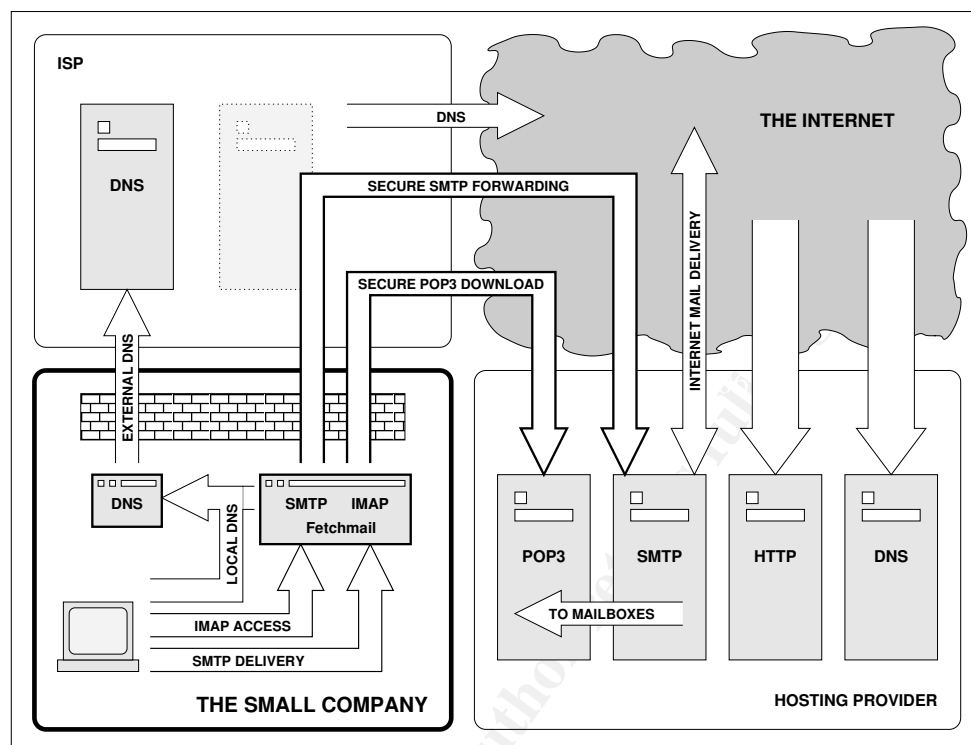 ISP
DNS
THE INTERNET
DNS
SECURE SMTP FORWARDING
SECURE POP3 DOWNLOAD
INTERNET MAIL DELIVERY
EXTERNAL DNS
DNS
SMTP IMAP
Fetchmail
LOCAL DNS
IMAP ACCESS
SMTP DELIVERY
THE SMALL COMPANY
POP3
SMTP
HTTP
DNS
TO MAILBOXES
HOSTING PROVIDER